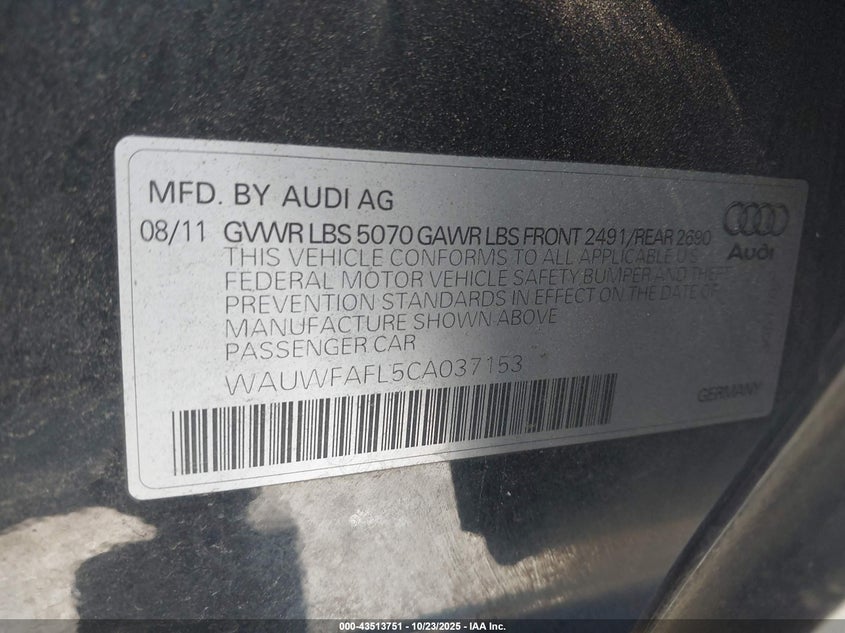 MFD. BY AUDI AG
08/11 GVWR LBS 5070 GAWR LBS FRONT 2491/REAR 2690
Audi
THIS VEHICLE CONFORMS TO ALL APPLICABLE U.S.
FEDERAL MOTOR VEHICLE SAFETY BUMPER AND THEFT
PREVENTION STANDARDS IN EFFECT ON THE DATE OF
MANUFACTURE SHOWN ABOVE
PASSENGER CAR
WAUWFAFL5CA037153
GERMANY
000-43513751 | 10/23/2025 - IAA Inc.